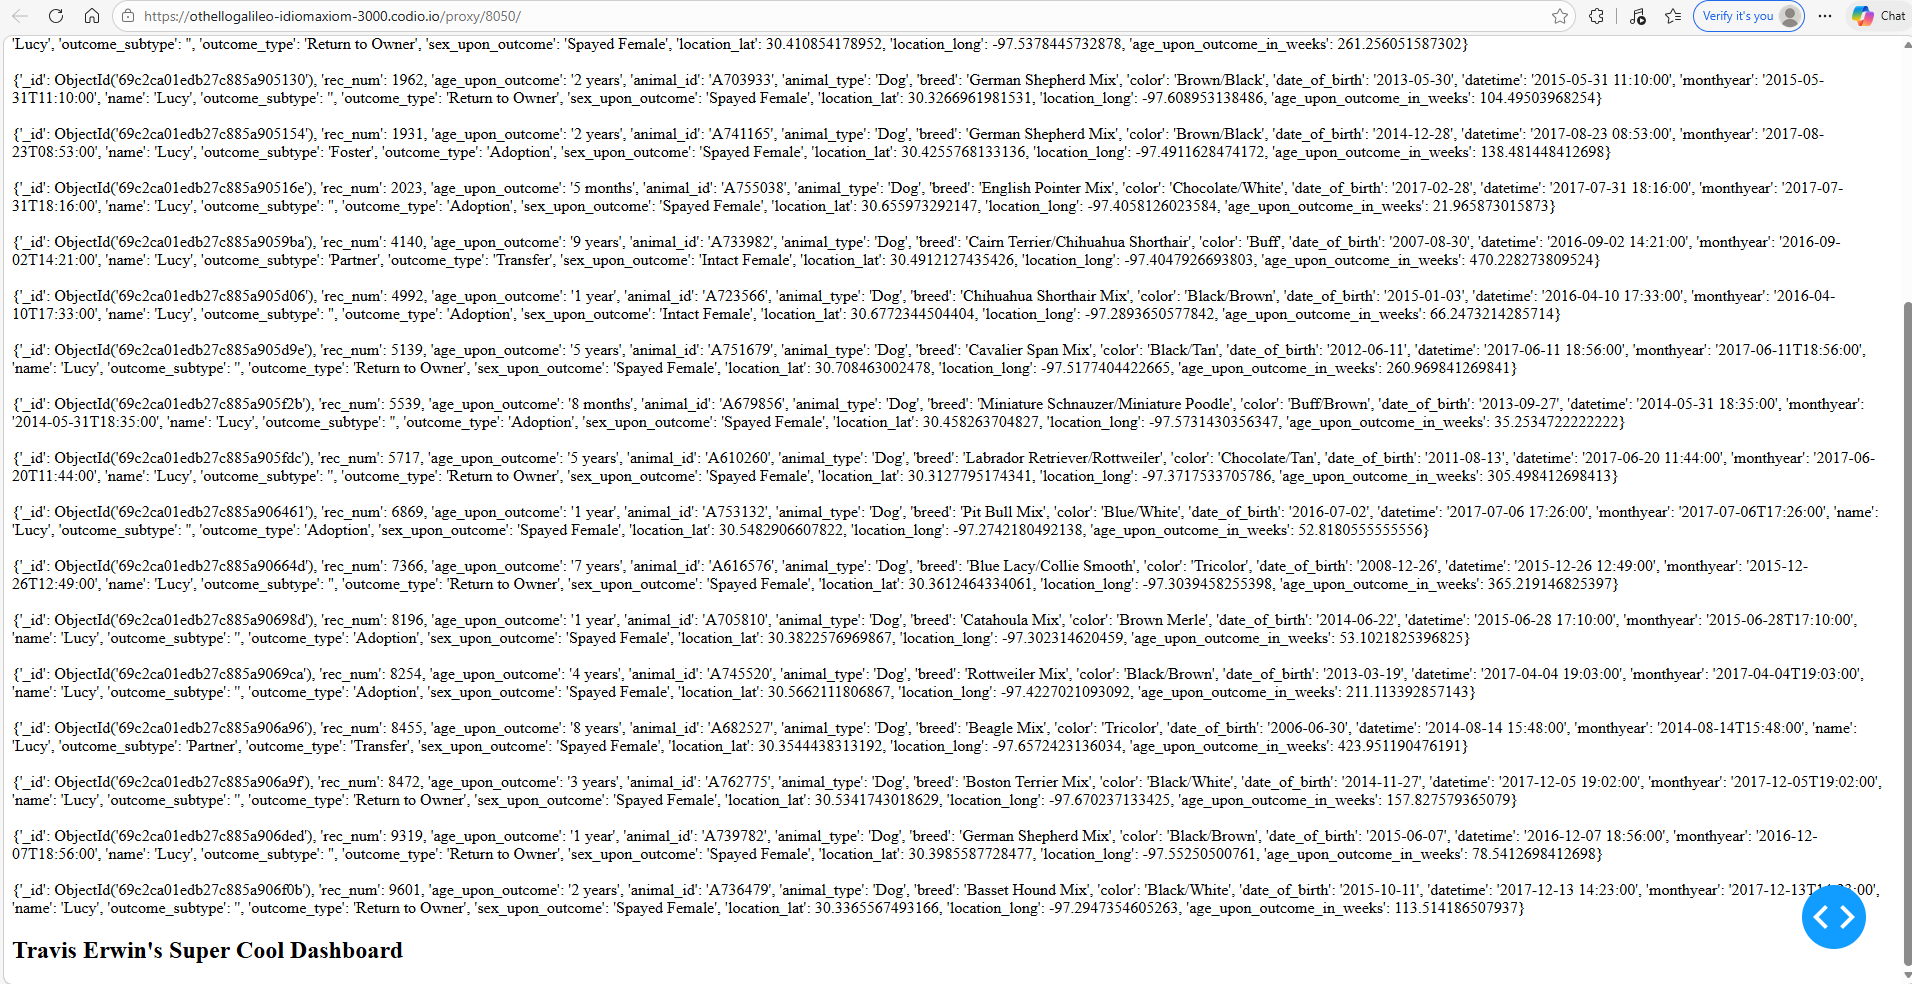 https://othellogalileo-idiomaxiom-3000.codio.io/proxy/8050/
Verify it's you
Chat
'Lucy', 'outcome_subtype': '', 'outcome_type': 'Return to Owner', 'sex_upon_outcome': 'Spayed Female', 'location_lat': 30.410854178952, 'location_long': -97.5378445732878, 'age_upon_outcome_in_weeks': 261.256051587302}
{'_id': ObjectId('69c2ca01edb27c885a905130'), 'rec_num': 1962, 'age_upon_outcome': '2 years', 'animal_id': 'A703933', 'animal_type': 'Dog', 'breed': 'German Shepherd Mix', 'color': 'Brown/Black', 'date_of_birth': '2013-05-30', 'datetime': '2015-05-31 11:10:00', 'monthyear': '2015-05-
31T11:10:00', 'name': 'Lucy', 'outcome_subtype': '', 'outcome_type': 'Return to Owner', 'sex_upon_outcome': 'Spayed Female', 'location_lat': 30.3266961981531, 'location_long': -97.608953138486, 'age_upon_outcome_in_weeks': 104.49503968254}
{'_id': ObjectId('69c2ca01edb27c885a905154'), 'rec_num': 1931, 'age_upon_outcome': '2 years', 'animal_id': 'A741165', 'animal_type': 'Dog', 'breed': 'German Shepherd Mix', 'color': 'Brown/Black', 'date_of_birth': '2014-12-28', 'datetime': '2017-08-23 08:53:00', 'monthyear': '2017-08-
23T08:53:00', 'name': 'Lucy', 'outcome_subtype': 'Foster', 'outcome_type': 'Adoption', 'sex_upon_outcome': 'Spayed Female', 'location_lat': 30.4255768133136, 'location_long': -97.4911628474172, 'age_upon_outcome_in_weeks': 138.481448412698}
{'_id': ObjectId('69c2ca01edb27c885a90516e'), 'rec_num': 2023, 'age_upon_outcome': '5 months', 'animal_id': 'A755038', 'animal_type': 'Dog', 'breed': 'English Pointer Mix', 'color': 'Chocolate/White', 'date_of_birth': '2017-02-28', 'datetime': '2017-07-31 18:16:00', 'monthyear': '2017-07-
31T18:16:00', 'name': 'Lucy', 'outcome_subtype': '', 'outcome_type': 'Adoption', 'sex_upon_outcome': 'Spayed Female', 'location_lat': 30.655973292147, 'location_long': -97.4058126023584, 'age_upon_outcome_in_weeks': 21.965873015873}
{'_id': ObjectId('69c2ca01edb27c885a9059ba'), 'rec_num': 4140, 'age_upon_outcome': '9 years', 'animal_id': 'A733982', 'animal_type': 'Dog', 'breed': 'Cairn Terrier/Chihuahua Shorthair', 'color': 'Buff', 'date_of_birth': '2007-08-30', 'datetime': '2016-09-02 14:21:00', 'monthyear': '2016-09-
02T14:21:00', 'name': 'Lucy', 'outcome_subtype': 'Partner', 'outcome_type': 'Transfer', 'sex_upon_outcome': 'Intact Female', 'location_lat': 30.4912127435426, 'location_long': -97.4047926693803, 'age_upon_outcome_in_weeks': 470.228273809524}
{'_id': ObjectId('69c2ca01edb27c885a905d06'), 'rec_num': 4992, 'age_upon_outcome': '1 year', 'animal_id': 'A723566', 'animal_type': 'Dog', 'breed': 'Chihuahua Shorthair Mix', 'color': 'Black/Brown', 'date_of_birth': '2015-01-03', 'datetime': '2016-04-10 17:33:00', 'monthyear': '2016-04-
10T17:33:00', 'name': 'Lucy', 'outcome_subtype': '', 'outcome_type': 'Adoption', 'sex_upon_outcome': 'Intact Female', 'location_lat': 30.6772344504404, 'location_long': -97.2893650577842, 'age_upon_outcome_in_weeks': 66.2473214285714}
{'_id': ObjectId('69c2ca01edb27c885a905d9e'), 'rec_num': 5139, 'age_upon_outcome': '5 years', 'animal_id': 'A751679', 'animal_type': 'Dog', 'breed': 'Cavalier Span Mix', 'color': 'Black/Tan', 'date_of_birth': '2012-06-11', 'datetime': '2017-06-11 18:56:00', 'monthyear': '2017-06-11T18:56:00',
'name': 'Lucy', 'outcome_subtype': '', 'outcome_type': 'Return to Owner', 'sex_upon_outcome': 'Spayed Female', 'location_lat': 30.708463002478, 'location_long': -97.5177404422665, 'age_upon_outcome_in_weeks': 260.969841269841}
{'_id': ObjectId('69c2ca01edb27c885a905f2b'), 'rec_num': 5539, 'age_upon_outcome': '8 months', 'animal_id': 'A679856', 'animal_type': 'Dog', 'breed': 'Miniature Schnauzer/Miniature Poodle', 'color': 'Buff/Brown', 'date_of_birth': '2013-09-27', 'datetime': '2014-05-31 18:35:00', 'monthyear':
'2014-05-31T18:35:00', 'name': 'Lucy', 'outcome_subtype': '', 'outcome_type': 'Adoption', 'sex_upon_outcome': 'Spayed Female', 'location_lat': 30.458263704827, 'location_long': -97.5731430356347, 'age_upon_outcome_in_weeks': 35.2534722222222}
{'_id': ObjectId('69c2ca01edb27c885a905fdc'), 'rec_num': 5717, 'age_upon_outcome': '5 years', 'animal_id': 'A610260', 'animal_type': 'Dog', 'breed': 'Labrador Retriever/Rottweiler', 'color': 'Chocolate/Tan', 'date_of_birth': '2011-08-13', 'datetime': '2017-06-20 11:44:00', 'monthyear': '2017-06-
20T11:44:00', 'name': 'Lucy', 'outcome_subtype': '', 'outcome_type': 'Return to Owner', 'sex_upon_outcome': 'Spayed Female', 'location_lat': 30.3127795174341, 'location_long': -97.3717533705786, 'age_upon_outcome_in_weeks': 305.498412698413}
{'_id': ObjectId('69c2ca01edb27c885a906461'), 'rec_num': 6869, 'age_upon_outcome': '1 year', 'animal_id': 'A753132', 'animal_type': 'Dog', 'breed': 'Pit Bull Mix', 'color': 'Blue/White', 'date_of_birth': '2016-07-02', 'datetime': '2017-07-06 17:26:00', 'monthyear': '2017-07-06T17:26:00', 'name':
'Lucy', 'outcome_subtype': '', 'outcome_type': 'Adoption', 'sex_upon_outcome': 'Spayed Female', 'location_lat': 30.5482906607822, 'location_long': -97.2742180492138, 'age_upon_outcome_in_weeks': 52.8180555555556}
{'_id': ObjectId('69c2ca01edb27c885a90664d'), 'rec_num': 7366, 'age_upon_outcome': '7 years', 'animal_id': 'A616576', 'animal_type': 'Dog', 'breed': 'Blue Lacy/Collie Smooth', 'color': 'Tricolor', 'date_of_birth': '2008-12-26', 'datetime': '2015-12-26 12:49:00', 'monthyear': '2015-12-
26T12:49:00', 'name': 'Lucy', 'outcome_subtype': '', 'outcome_type': 'Return to Owner', 'sex_upon_outcome': 'Spayed Female', 'location_lat': 30.3612464334061, 'location_long': -97.3039458255398, 'age_upon_outcome_in_weeks': 365.219146825397}
{'_id': ObjectId('69c2ca01edb27c885a90698d'), 'rec_num': 8196, 'age_upon_outcome': '1 year', 'animal_id': 'A705810', 'animal_type': 'Dog', 'breed': 'Catahoula Mix', 'color': 'Brown Merle', 'date_of_birth': '2014-06-22', 'datetime': '2015-06-28 17:10:00', 'monthyear': '2015-06-28T17:10:00',
'name': 'Lucy', 'outcome_subtype': '', 'outcome_type': 'Adoption', 'sex_upon_outcome': 'Spayed Female', 'location_lat': 30.3822576969867, 'location_long': -97.302314620459, 'age_upon_outcome_in_weeks': 53.1021825396825}
{'_id': ObjectId('69c2ca01edb27c885a9069ca'), 'rec_num': 8254, 'age_upon_outcome': '4 years', 'animal_id': 'A745520', 'animal_type': 'Dog', 'breed': 'Rottweiler Mix', 'color': 'Black/Brown', 'date_of_birth': '2013-03-19', 'datetime': '2017-04-04 19:03:00', 'monthyear': '2017-04-04T19:03:00',
'name': 'Lucy', 'outcome_subtype': '', 'outcome_type': 'Adoption', 'sex_upon_outcome': 'Spayed Female', 'location_lat': 30.5662111806867, 'location_long': -97.4227021093092, 'age_upon_outcome_in_weeks': 211.113392857143}
{'_id': ObjectId('69c2ca01edb27c885a906a96'), 'rec_num': 8455, 'age_upon_outcome': '8 years', 'animal_id': 'A682527', 'animal_type': 'Dog', 'breed': 'Beagle Mix', 'color': 'Tricolor', 'date_of_birth': '2006-06-30', 'datetime': '2014-08-14 15:48:00', 'monthyear': '2014-08-14T15:48:00', 'name':
'Lucy', 'outcome_subtype': 'Partner', 'outcome_type': 'Transfer', 'sex_upon_outcome': 'Spayed Female', 'location_lat': 30.3544438313192, 'location_long': -97.6572423136034, 'age_upon_outcome_in_weeks': 423.951190476191}
{'_id': ObjectId('69c2ca01edb27c885a906a9f'), 'rec_num': 8472, 'age_upon_outcome': '3 years', 'animal_id': 'A762775', 'animal_type': 'Dog', 'breed': 'Boston Terrier Mix', 'color': 'Black/White', 'date_of_birth': '2014-11-27', 'datetime': '2017-12-05 19:02:00', 'monthyear': '2017-12-05T19:02:00',
'name': 'Lucy', 'outcome_subtype': '', 'outcome_type': 'Return to Owner', 'sex_upon_outcome': 'Spayed Female', 'location_lat': 30.5341743018629, 'location_long': -97.670237133425, 'age_upon_outcome_in_weeks': 157.827579365079}
{'_id': ObjectId('69c2ca01edb27c885a906ded'), 'rec_num': 9319, 'age_upon_outcome': '1 year', 'animal_id': 'A739782', 'animal_type': 'Dog', 'breed': 'German Shepherd Mix', 'color': 'Black/Brown', 'date_of_birth': '2015-06-07', 'datetime': '2016-12-07 18:56:00', 'monthyear': '2016-12-
07T18:56:00', 'name': 'Lucy', 'outcome_subtype': '', 'outcome_type': 'Return to Owner', 'sex_upon_outcome': 'Spayed Female', 'location_lat': 30.3985587728477, 'location_long': -97.55250500761, 'age_upon_outcome_in_weeks': 78.5412698412698}
{'_id': ObjectId('69c2ca01edb27c885a906f0b'), 'rec_num': 9601, 'age_upon_outcome': '2 years', 'animal_id': 'A736479', 'animal_type': 'Dog', 'breed': 'Basset Hound Mix', 'color': 'Black/White', 'date_of_birth': '2015-10-11', 'datetime': '2017-12-13 14:23:00', 'monthyear':
'name': 'Lucy', 'outcome_subtype': '', 'outcome_type': 'Return to Owner', 'sex_upon_outcome': 'Spayed Female', 'location_lat': 30.3365567493166, 'location_long': -97.2947354605263, 'age_upon_outcome_in_weeks': 113.514186507937}
Travis Erwin's Super Cool Dashboard